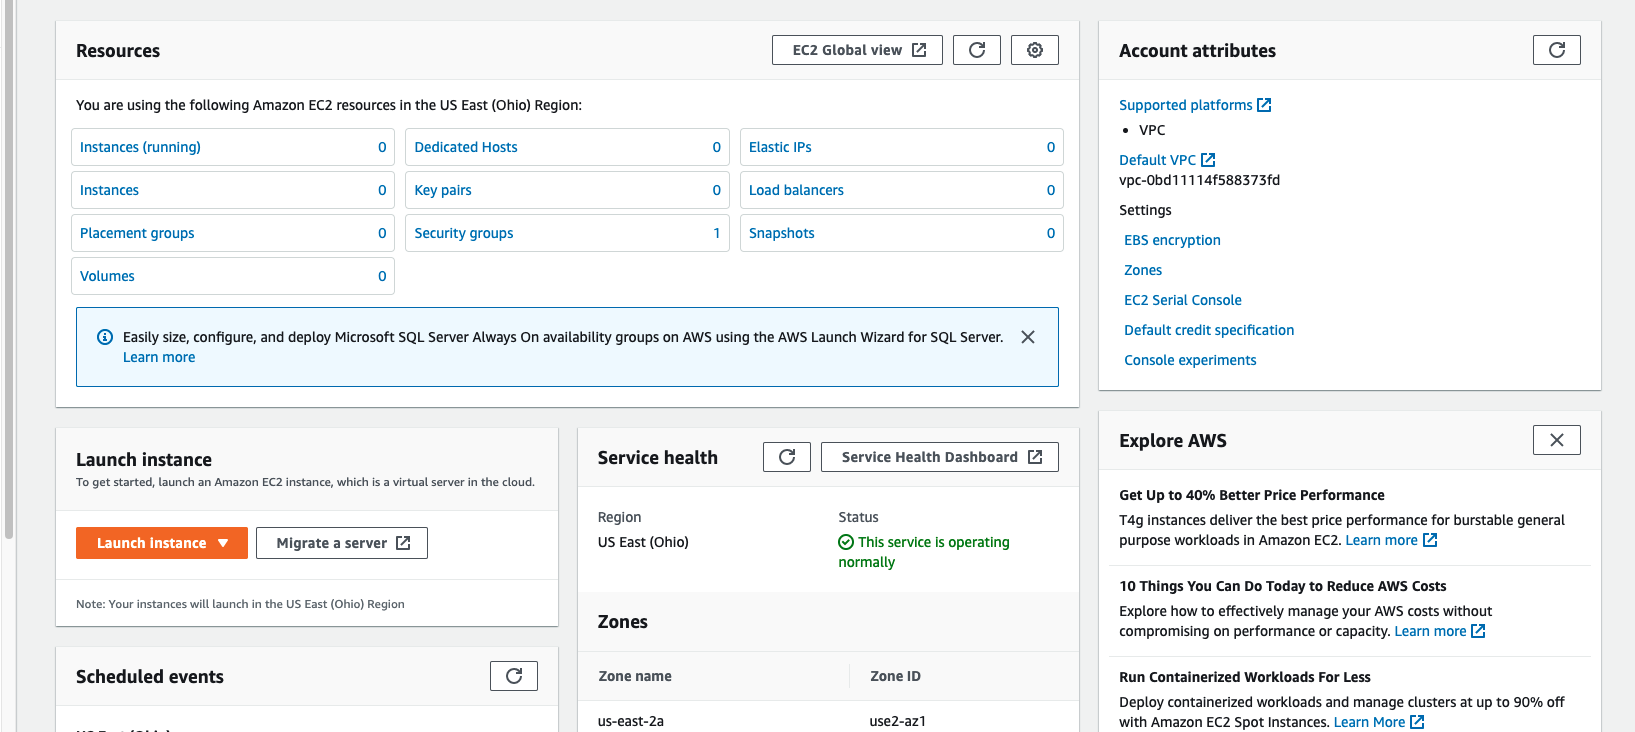 Resources
EC2 Global view
You are using the following Amazon EC2 resources in the US East (Ohio) Region:
Instances (running) 0
Dedicated Hosts 0
Elastic IPs 0
Instances 0
Key pairs 0
Load balancers 0
Placement groups 0
Security groups 1
Snapshots 0
Volumes 0
Easily size, configure, and deploy Microsoft SQL Server Always On availability groups on AWS using the AWS Launch Wizard for SQL Server.
Learn more
Account attributes
Supported platforms
• VPC
Default VPC
vpc-0bd11114f588373fd
Settings
EBS encryption
Zones
EC2 Serial Console
Default credit specification
Console experiments
Launch instance
To get started, launch an Amazon EC2 instance, which is a virtual server in the cloud.
Launch instance
Migrate a server
Note: Your instances will launch in the US East (Ohio) Region
Scheduled events
Service health
Service Health Dashboard
Region
US East (Ohio)
Status
This service is operating
normally
Zones
Zone name Zone ID
us-east-2a use2-az1
Explore AWS
Get Up to 40% Better Price Performance
T4g instances deliver the best price performance for burstable general
purpose workloads in Amazon EC2. Learn more
10 Things You Can Do Today to Reduce AWS Costs
Explore how to effectively manage your AWS costs without
compromising on performance or capacity. Learn more
Run Containerized Workloads For Less
Deploy containerized workloads and manage clusters at up to 90% off
with Amazon EC2 Spot Instances. Learn More